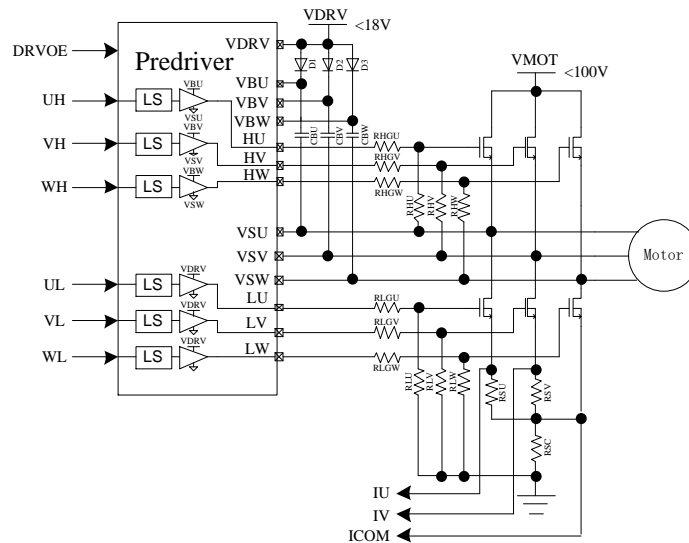 VDRV
<18V
DRVOE
Predriver
VDRV
D1
D2
D3
VMOT
<100V
VBU
UH
LS
VBU
VSU
VBV
VBW
CBU
CBV
CBW
VH
LS
VBV
VSV
HU
RHGU
HV
RHGV
WH
LS
VBW
VSW
HW
RHGW
RHU
RHV
RHW
VSU
VSV
Motor
VSW
UL
LS
VDRV
LU
RLGU
VL
LS
VDRV
LV
RLGV
WL
LS
VDRV
LW
RLGW
RLU
RLV
RLW
RSU
RSV
RSC
IU
IV
ICOM